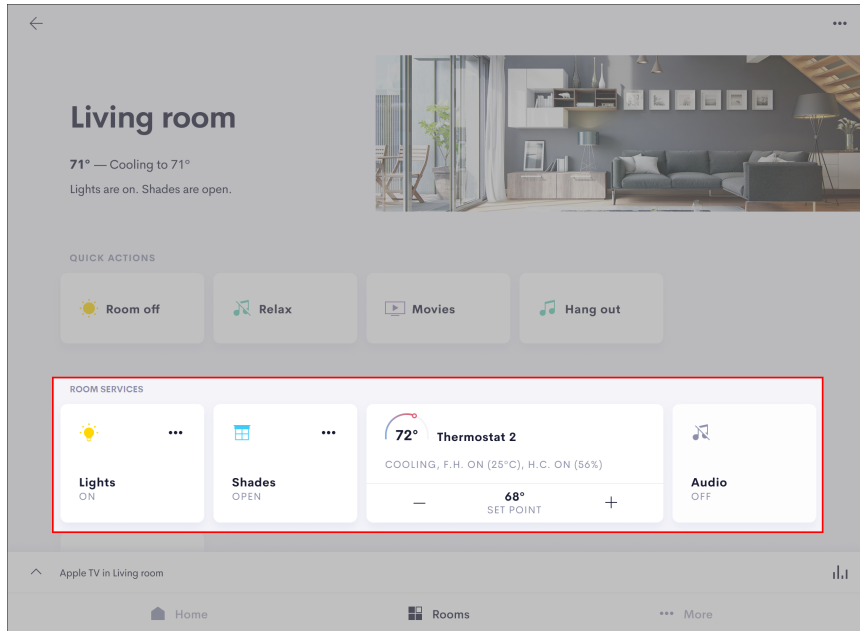 Living room
71° — Cooling to 71°
Lights are on. Shades are open.
QUICK ACTIONS
Room off
Relax
Movies
Hang out
ROOM SERVICES
Lights
ON
Shades
OPEN
72° Thermostat 2
COOLING, F.H. ON (25°C), H.C. ON (56%)
68°
SET POINT
Audio
OFF
Apple TV in Living room
Home
Rooms
More